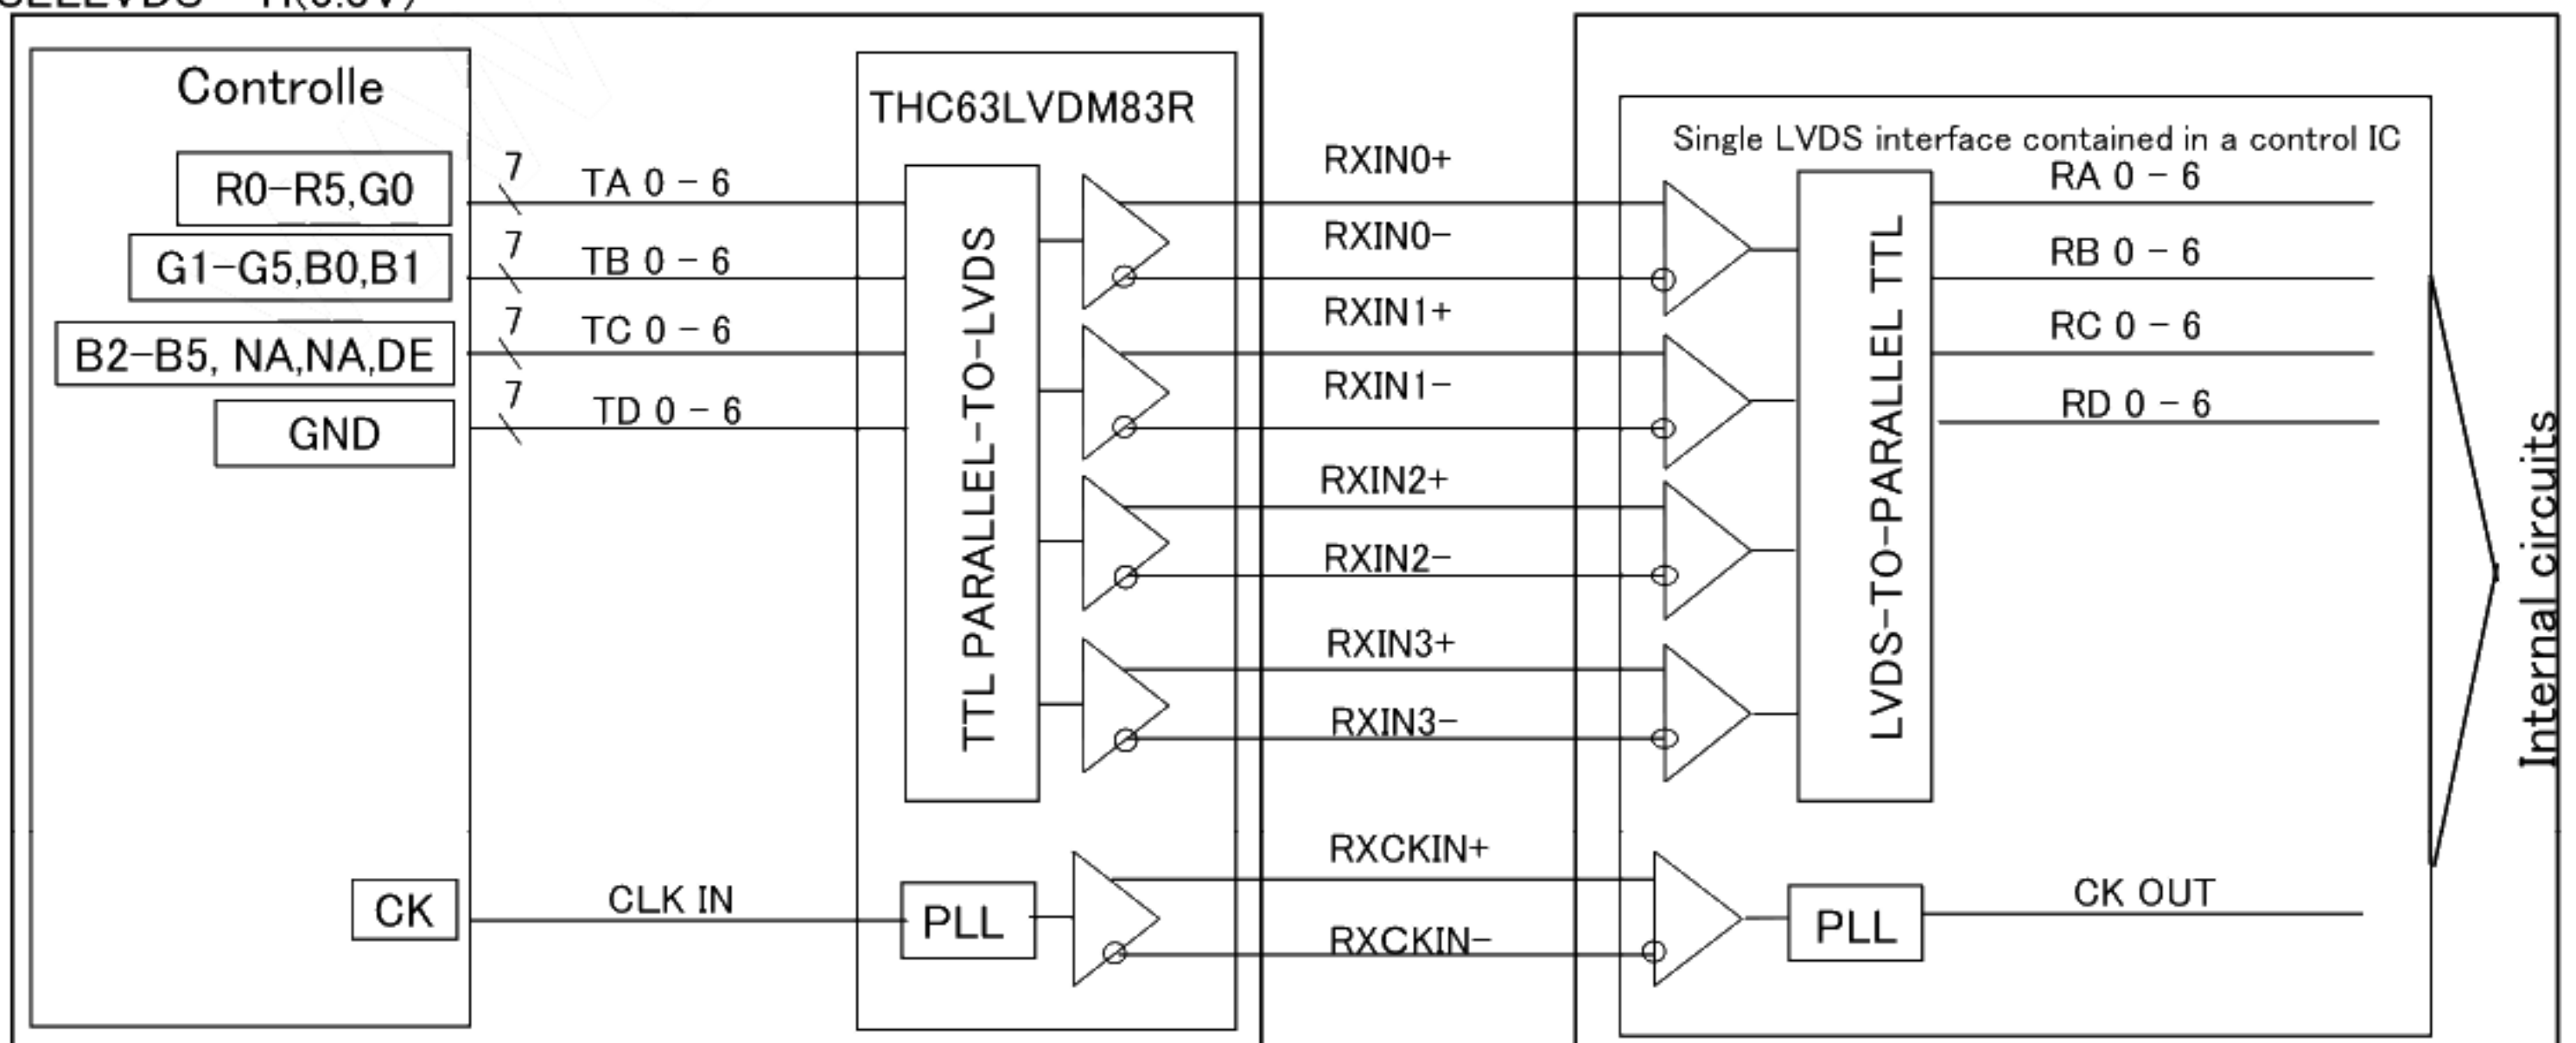 Controlle
R0-R5,G0
G1-G5,B0,B1
B2-B5, NA,NA,DE
GND
CK
7
TA 0 - 6
7
TB 0 - 6
7
TC 0 - 6
7
TD 0 - 6
CLK IN
THC63LVDM83R
TTL PARALLEL-TO-LVDS
PLL
RXIN0+
RXIN0-
RXIN1+
RXIN1-
RXIN2+
RXIN2-
RXIN3+
RXIN3-
RXCKIN+
RXCKIN-
Single LVDS interface contained in a control IC
LVDS-TO-PARALLEL TTL
PLL
RA 0 - 6
RB 0 - 6
RC 0 - 6
RD 0 - 6
CK OUT
Internal circuits